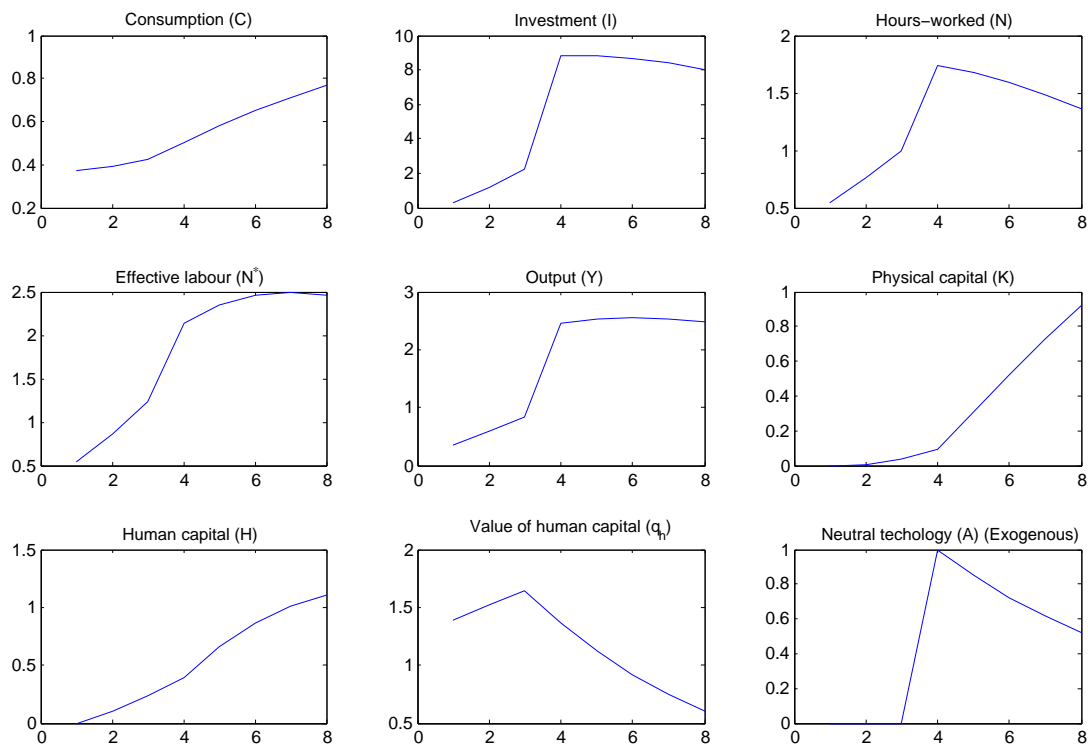 Consumption (C)
Investment (I)
Hours−worked (N)
1
0.8
0.6
0.4
0.2
0 2 4 6 8
10
8
6
4
2
0
0 2 4 6 8
2
1.5
1
0.5
0 2 4 6 8
Effective labour (N*)
Output (Y)
Physical capital (K)
2.5
2
1.5
1
0.5
0 2 4 6 8
3
2
1
0
0 2 4 6 8
1
0.8
0.6
0.4
0.2
0
0 2 4 6 8
Human capital (H)
Value of human capital (qh)
Neutral techology (A) (Exogenous)
1.5
1
0.5
0
0 2 4 6 8
2
1.5
1
0.5
0 2 4 6 8
1
0.8
0.6
0.4
0.2
0
0 2 4 6 8